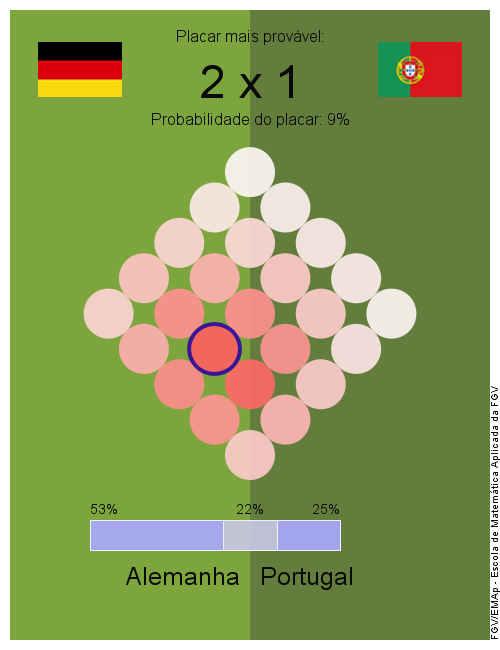 Placar mais provável:
2 x 1
Probabilidade do placar: 9%
53%
22%
25%
Alemanha
Portugal
FGV/EMAp - Escola de Matemática Aplicada da FGV